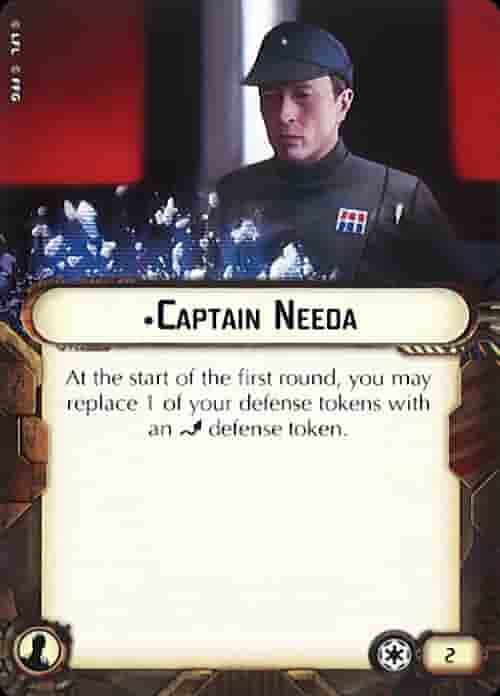 © LFL © FFG
•Captain Needa
At the start of the first round, you may
replace 1 of your defense tokens with
an defense token.
2